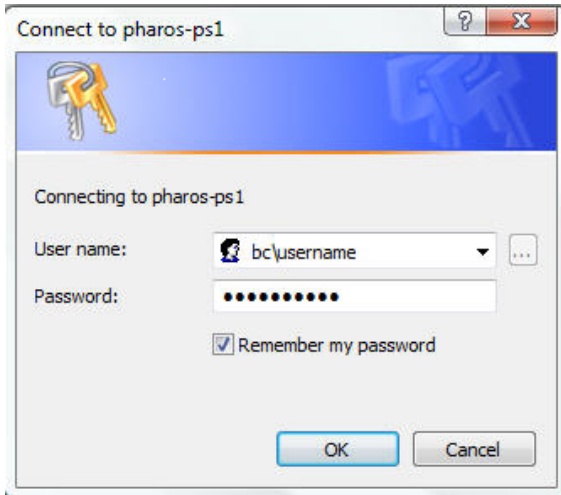 Connect to pharos-ps1
Connecting to pharos-ps1
User name: bc\username ...
Password: ●●●●●●●●●●
Remember my password
OK Cancel